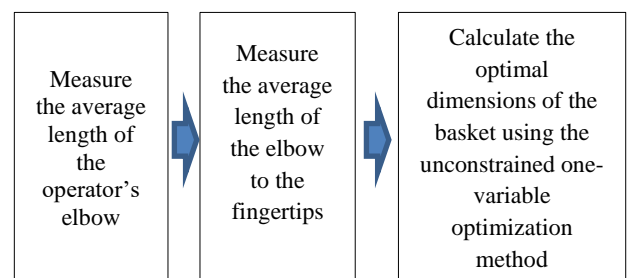 Measure
the average
length of
the
operator's
elbow
Measure
the average
length of
the elbow
to the
fingertips
Calculate the
optimal
dimensions of the
basket using the
unconstrained one-
variable
optimization
method